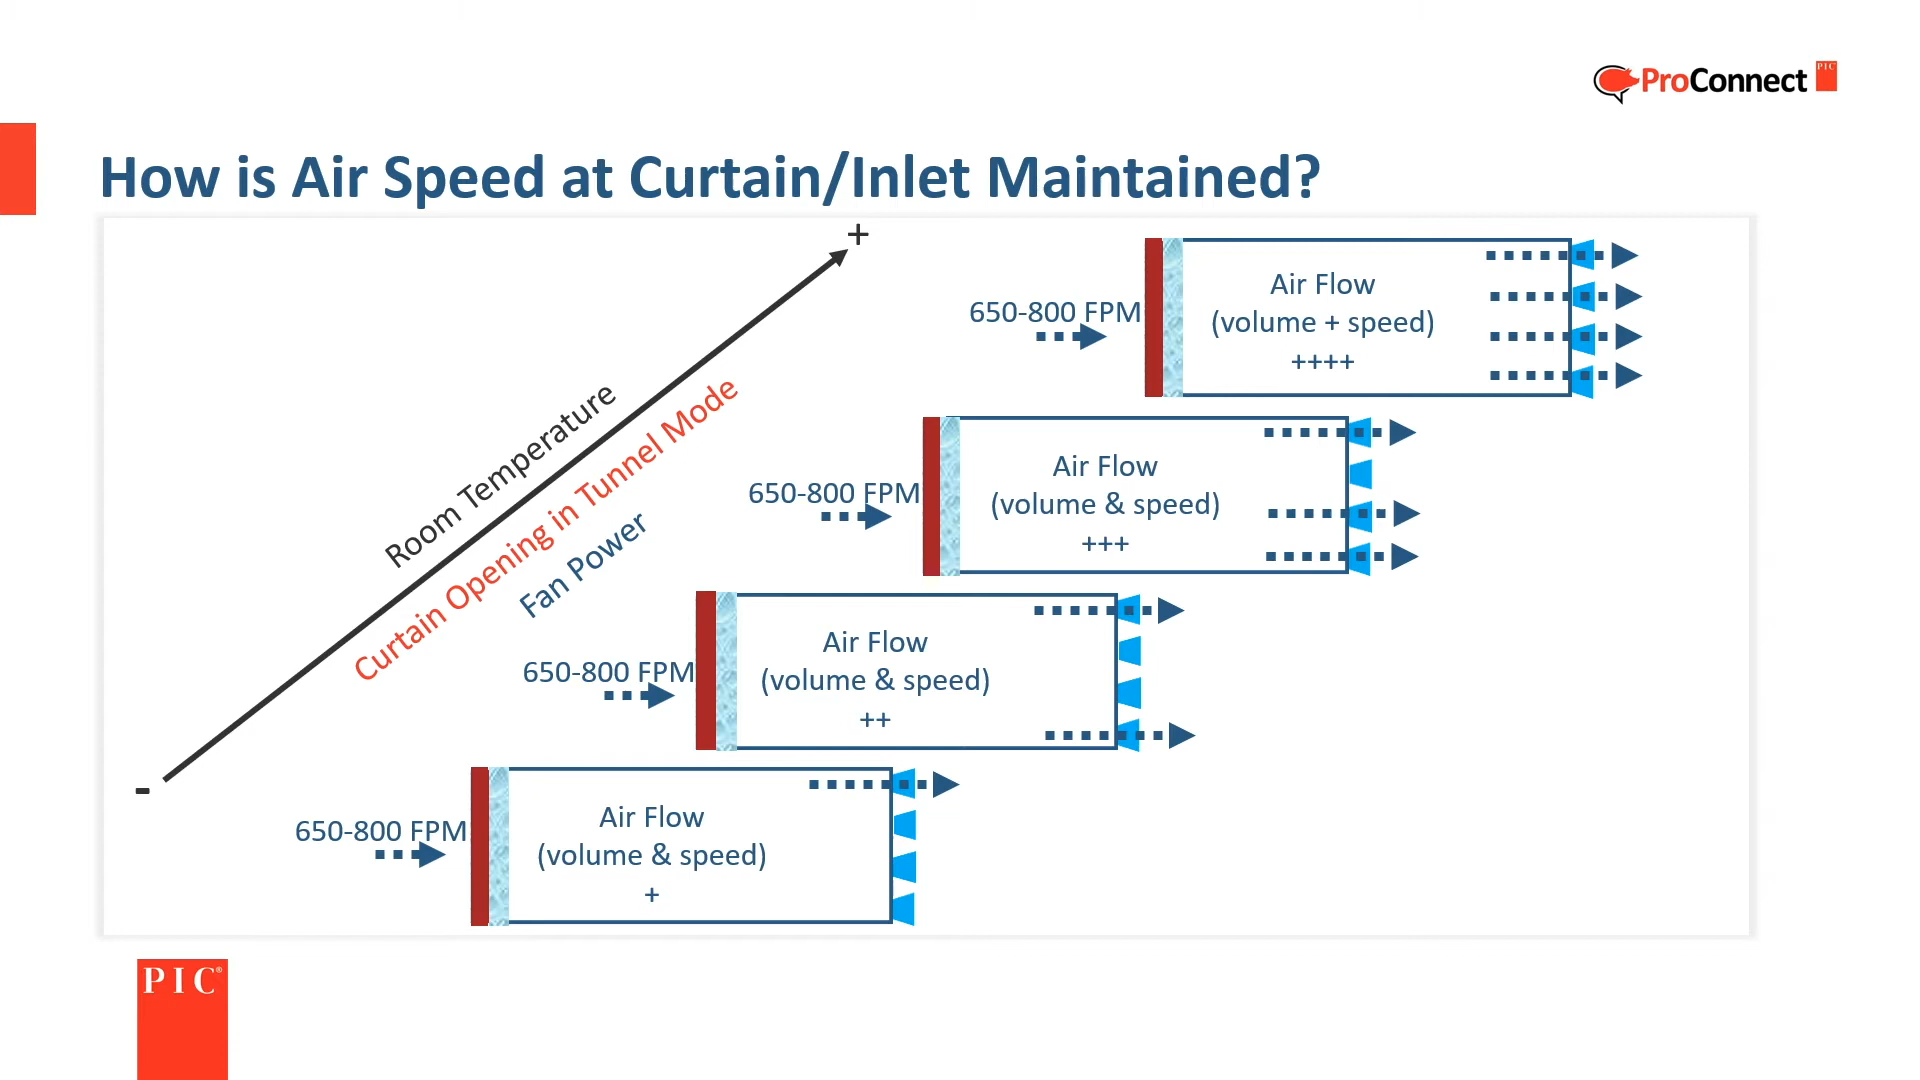 ProConnect PIC
How is Air Speed at Curtain/Inlet Maintained?
+
Room Temperature
Curtain Opening in Tunnel Mode
Fan Power
-
650-800 FPM
Air Flow
(volume + speed)
++++
650-800 FPM
Air Flow
(volume & speed)
+++
650-800 FPM
Air Flow
(volume & speed)
++
650-800 FPM
Air Flow
(volume & speed)
+
PIC®